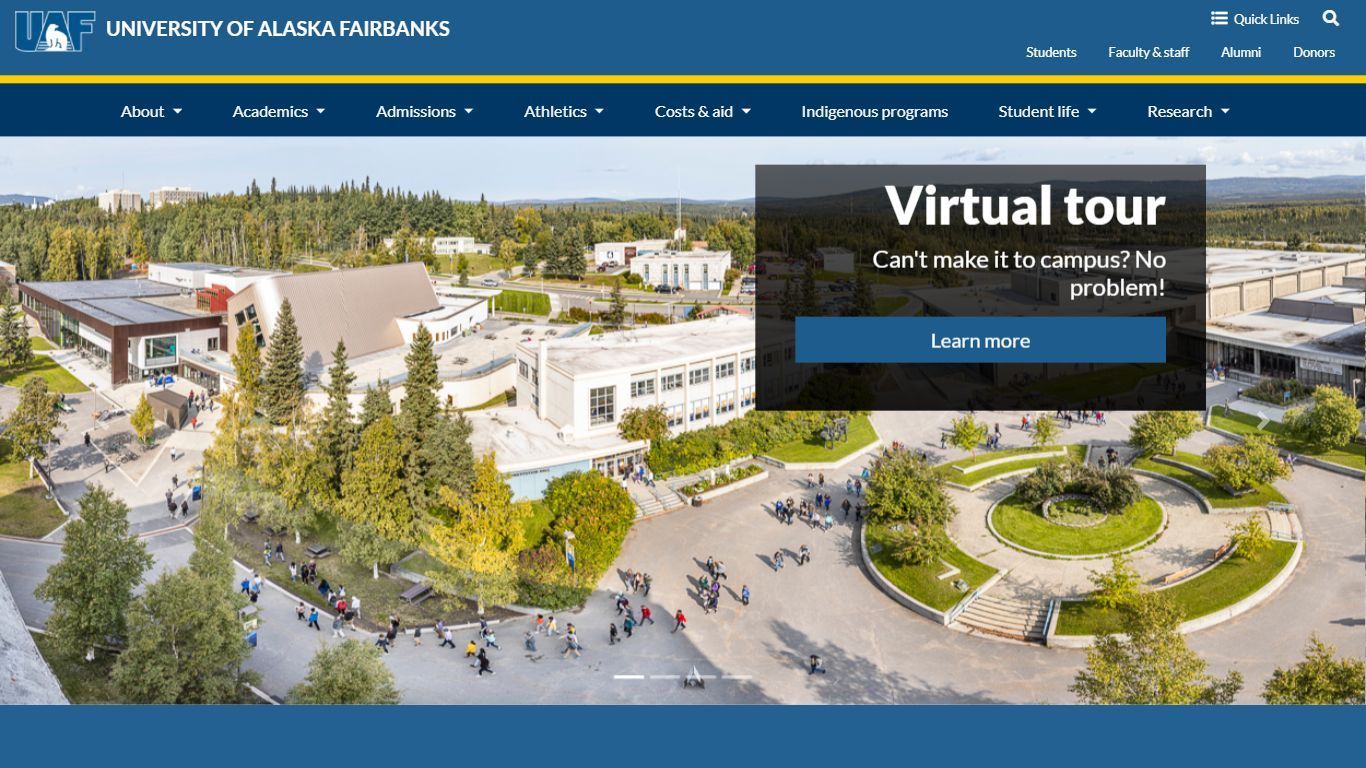 UAF
UNIVERSITY OF ALASKA FAIRBANKS
Quick Links
Students
Faculty & staff
Alumni
Donors
About
Academics
Admissions
Athletics
Costs & aid
Indigenous programs
Student life
Research
Virtual tour
Can't make it to campus? No
problem!
Learn more